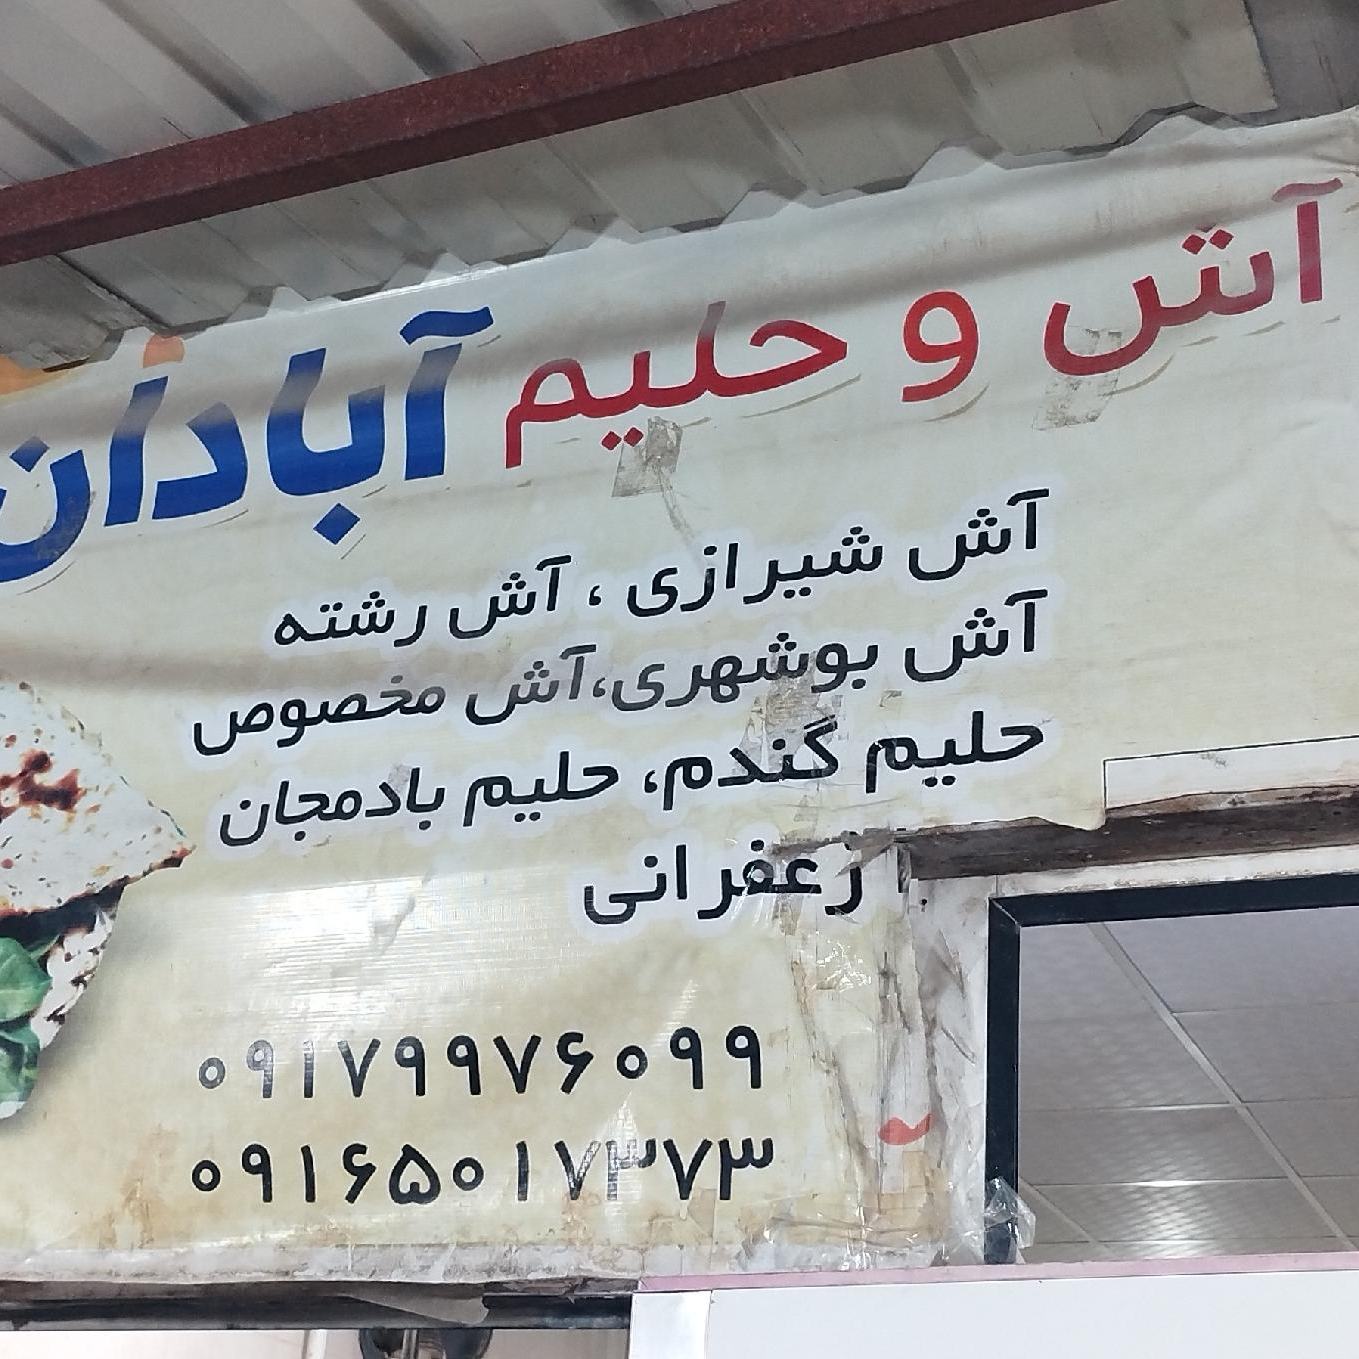 آش و حلیم آبادان
آش شیرازی ، آش رشته
آش بوشهری،آش مخصوص
حلیم گندم، حلیم بادمجان
زعفرانی
۰۹۱۷۹۹۷۶۰۹۹
۰۹۱۶۵۰۱۷۳۷۳